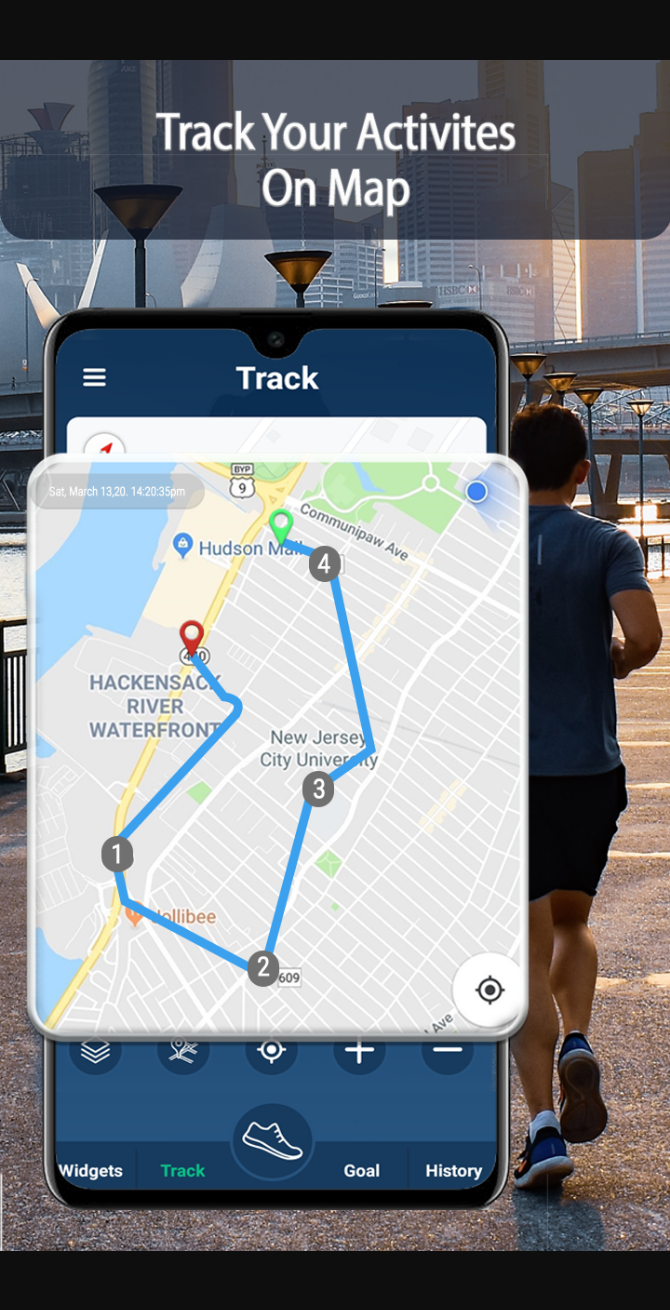 Track Your Activites
On Map
HSBC
Track
Sat, March 13,20. 14:20:35pm
BYP
9
Communipaw Ave
Hudson Mall
4
440
HACKENSACK
RIVER
WATERFRONT
New Jersey
City University
3
1
Jollibee
2
609
Ave
Widgets
Track
Goal
History